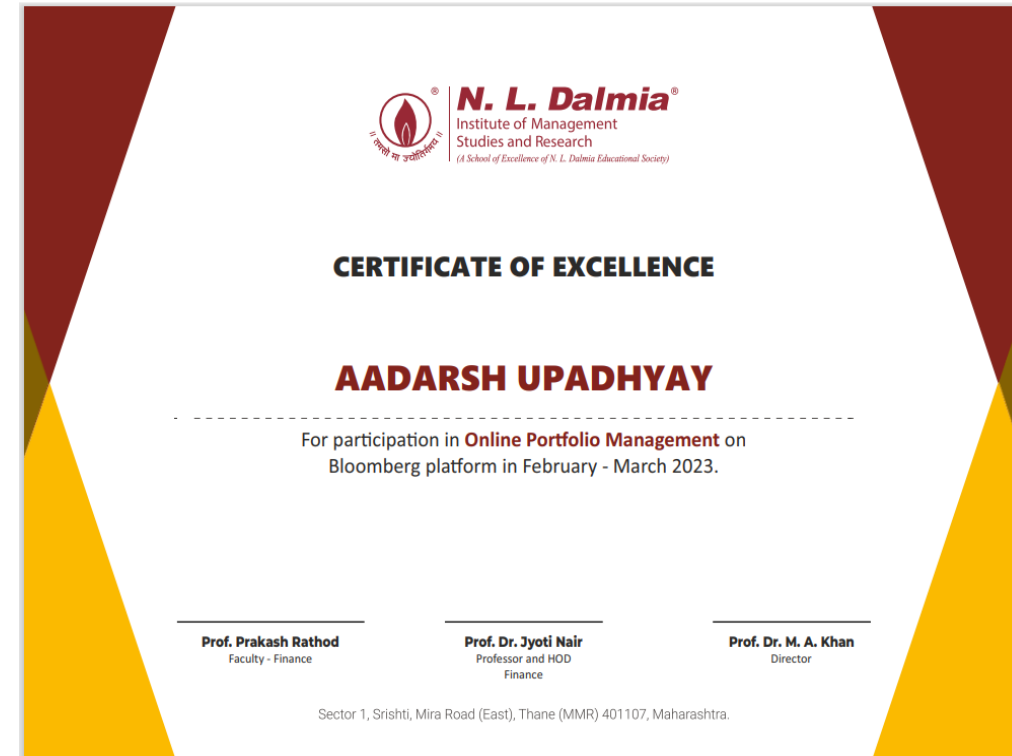 N. L. Dalmia®
Institute of Management
Studies and Research
(A School of Excellence of N. L. Dalmia Educational Society)
®
॥ तमसो मा ज्योतिर्गमय ॥
CERTIFICATE OF EXCELLENCE
AADARSH UPADHYAY
For participation in Online Portfolio Management on
Bloomberg platform in February - March 2023.
Prof. Prakash Rathod
Faculty - Finance
Prof. Dr. Jyoti Nair
Professor and HOD
Finance
Prof. Dr. M. A. Khan
Director
Sector 1, Srishti, Mira Road (East), Thane (MMR) 401107, Maharashtra.